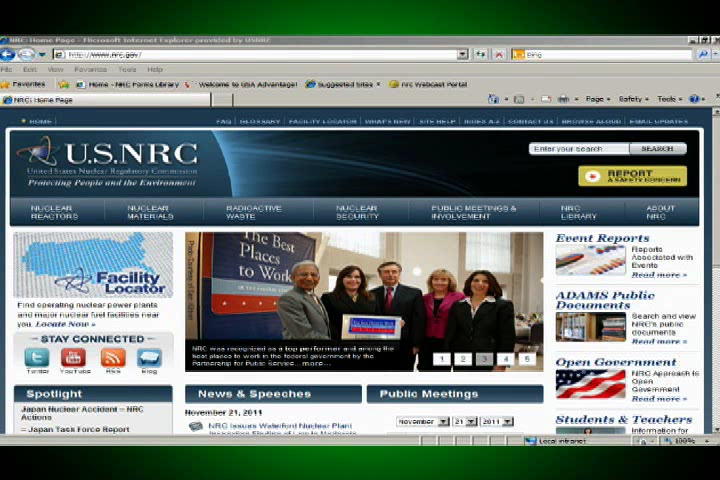 NRC: Home Page - Microsoft Internet Explorer provided by USNRC
http://www.nrc.gov/
Bing
File Edit View Favorites Tools Help
Favorites Home - NRC Forms Library Welcome to GSA Advantage! Suggested Sites nrc Webcast Portal
NRC: Home Page
Page Safety Tools
HOME FAQ GLOSSARY FACILITY LOCATOR WHAT'S NEW SITE HELP INDEX A-Z CONTACT US BROWSE ALOUD EMAIL UPDATES
U.S.NRC
United States Nuclear Regulatory Commission
Protecting People and the Environment
Enter your search SEARCH
REPORT
A SAFETY CONCERN
NUCLEAR REACTORS
NUCLEAR MATERIALS
RADIOACTIVE WASTE
NUCLEAR SECURITY
PUBLIC MEETINGS & INVOLVEMENT
NRC LIBRARY
ABOUT NRC
Facility
Locator
Find operating nuclear power plants
and major nuclear fuel facilities near
you. Locate Now »
STAY CONNECTED
Twitter YouTube RSS Blog
Spotlight
Japan Nuclear Accident – NRC
Actions
Japan Task Force Report
The Best
Places
to Work
NRC was recognized as a top performer and among the
best places to work in the federal government by the
Partnership for Public Service... more...
1 2 3 4 5
News & Speeches
November 21, 2011
NRC Issues Waterford Nuclear Plant
Public Meetings
November 21 2011
Event Reports
Reports
Associated with
Events
Read more »
ADAMS Public
Documents
Search and view
NRC's public
documents
Read more »
Open Government
NRC Approach to
Open
Government
Read more »
Students & Teachers
Information for
Local intranet 100%